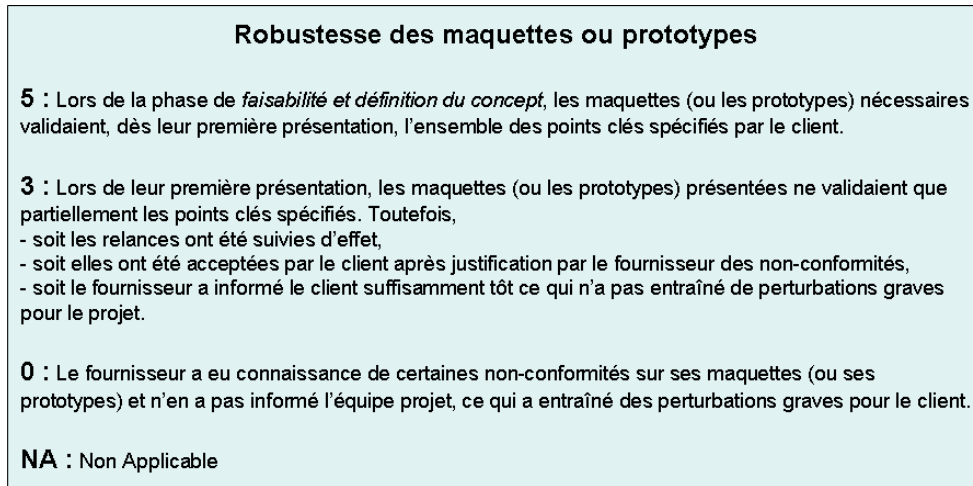 Robustesse des maquettes ou prototypes
5 : Lors de la phase de faisabilité et définition du concept, les maquettes (ou les prototypes) nécessaires
validaient, dès leur première présentation, l'ensemble des points clés spécifiés par le client.
3 : Lors de leur première présentation, les maquettes (ou les prototypes) présentées ne validaient que
partiellement les points clés spécifiés. Toutefois,
- soit les relances ont été suivies d'effet,
- soit elles ont été acceptées par le client après justification par le fournisseur des non-conformités,
- soit le fournisseur a informé le client suffisamment tôt ce qui n'a pas entraîné de perturbations graves
pour le projet.
0 : Le fournisseur a eu connaissance de certaines non-conformités sur ses maquettes (ou ses
prototypes) et n'en a pas informé l'équipe projet, ce qui a entraîné des perturbations graves pour le client.
NA : Non Applicable